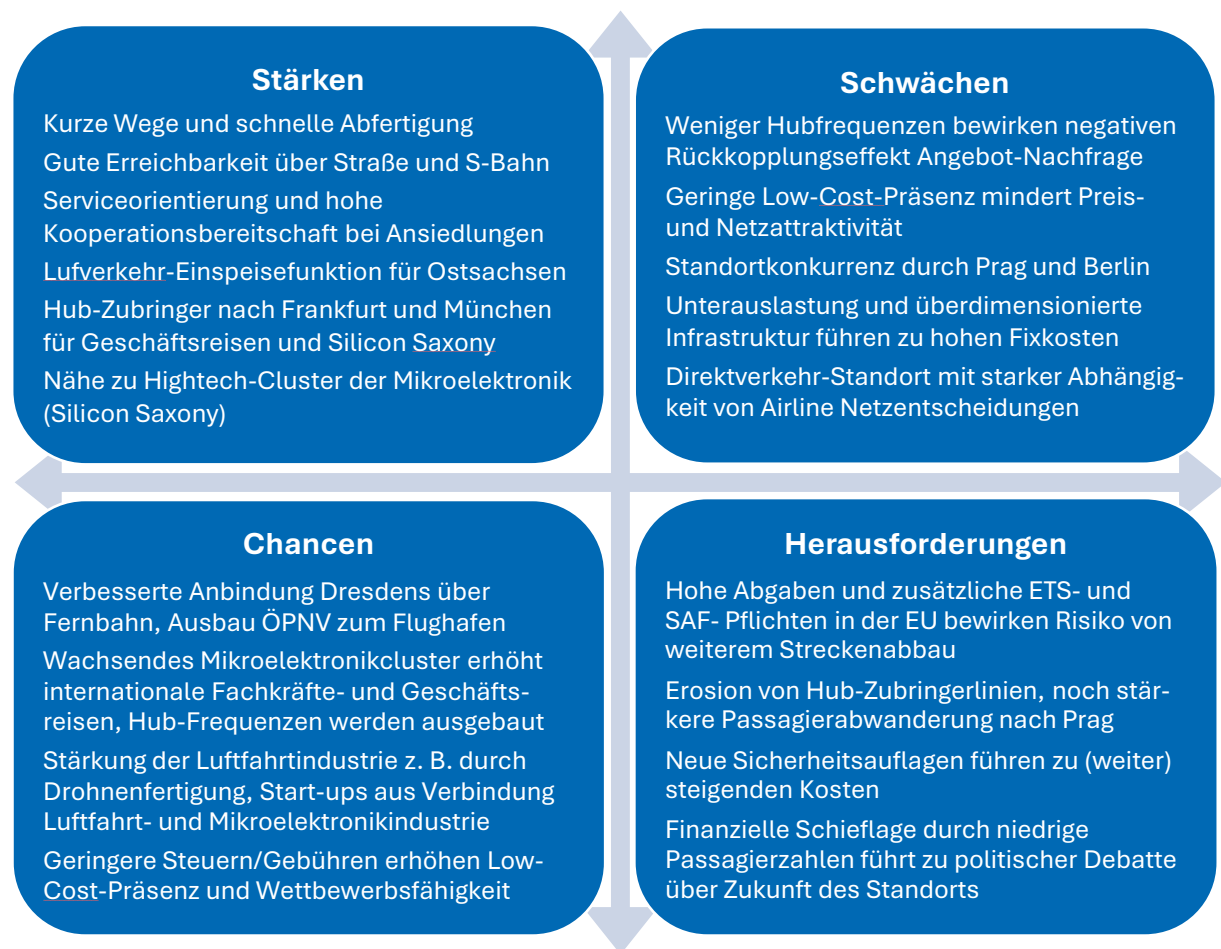 Stärken
Kurze Wege und schnelle Abfertigung
Gute Erreichbarkeit über Straße und S-Bahn
Serviceorientierung und hohe
Kooperationsbereitschaft bei Ansiedlungen
Lufverkehr-Einspeisefunktion für Ostsachsen
Hub-Zubringer nach Frankfurt und München
für Geschäftsreisen und Silicon Saxony
Nähe zu Hightech-Cluster der Mikroelektronik
(Silicon Saxony)
Schwächen
Weniger Hubfrequenzen bewirken negativen
Rückkopplungseffekt Angebot-Nachfrage
Geringe Low-Cost-Präsenz mindert Preis-
und Netzattraktivität
Standortkonkurrenz durch Prag und Berlin
Unterauslastung und überdimensionierte
Infrastruktur führen zu hohen Fixkosten
Direktverkehr-Standort mit starker Abhängig-
keit von Airline Netzentscheidungen
Chancen
Verbesserte Anbindung Dresdens über
Fernbahn, Ausbau ÖPNV zum Flughafen
Wachsendes Mikroelektronikcluster erhöht
internationale Fachkräfte- und Geschäfts-
reisen, Hub-Frequenzen werden ausgebaut
Stärkung der Luftfahrtindustrie z. B. durch
Drohnenfertigung, Start-ups aus Verbindung
Luftfahrt- und Mikroelektronikindustrie
Geringere Steuern/Gebühren erhöhen Low-
Cost-Präsenz und Wettbewerbsfähigkeit
Herausforderungen
Hohe Abgaben und zusätzliche ETS- und
SAF- Pflichten in der EU bewirken Risiko von
weiterem Streckenabbau
Erosion von Hub-Zubringerlinien, noch stär-
kere Passagierabwanderung nach Prag
Neue Sicherheitsauflagen führen zu (weiter)
steigenden Kosten
Finanzielle Schieflage durch niedrige
Passagierzahlen führt zu politischer Debatte
über Zukunft des Standorts